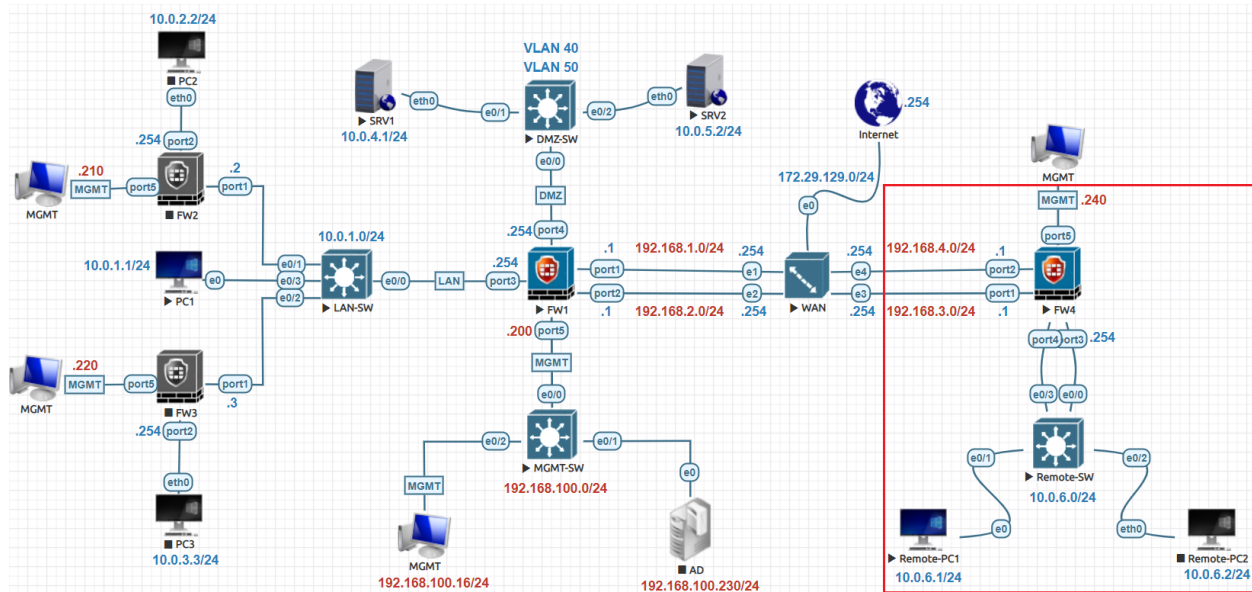 10.0.2.2/24
PC2
eth0
.254
port2
.210
MGMT
port5
MGMT
FW2
.2
port1
10.0.1.1/24
PC1
e0
10.0.1.0/24
e0/1
e0/3
e0/2
LAN-SW
e0/0
LAN
port3
.254
.220
MGMT
port5
MGMT
FW3
port1
.3
.254
port2
eth0
PC3
10.0.3.3/24
VLAN 40
VLAN 50
SRV1
10.0.4.1/24
eth0
e0/1
DMZ-SW
e0/2
eth0
SRV2
10.0.5.2/24
e0/0
DMZ
port4
.254
FW1
port1
.1
192.168.1.0/24
.254
e1
port2
.1
192.168.2.0/24
.254
e2
.200
port5
MGMT
e0/0
MGMT-SW
192.168.100.0/24
e0/2
MGMT
MGMT
192.168.100.16/24
e0/1
e0
AD
192.168.100.230/24
Internet
.254
172.29.129.0/24
e0
WAN
.254
e4
192.168.4.0/24
.1
port2
.254
e3
192.168.3.0/24
.1
port1
MGMT
MGMT
.240
port5
FW4
port4
port3
.254
e0/3
e0/0
Remote-SW
10.0.6.0/24
e0/1
e0
Remote-PC1
10.0.6.1/24
e0/2
eth0
Remote-PC2
10.0.6.2/24